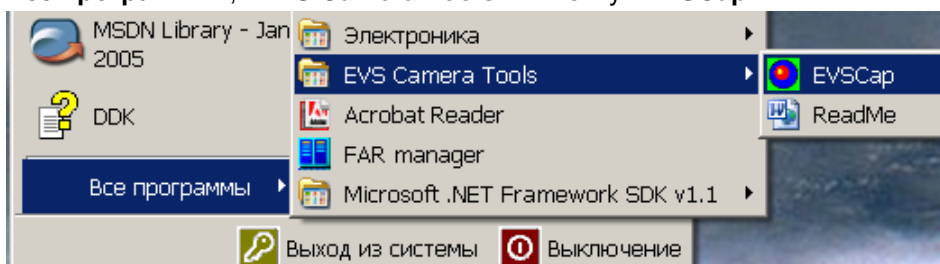 MSDN Library - Jan
2005
DDK
Все программы
Электроника
EVS Camera Tools
Acrobat Reader
FAR manager
Microsoft .NET Framework SDK v1.1
EVSCap
ReadMe
Выход из системы
Выключение